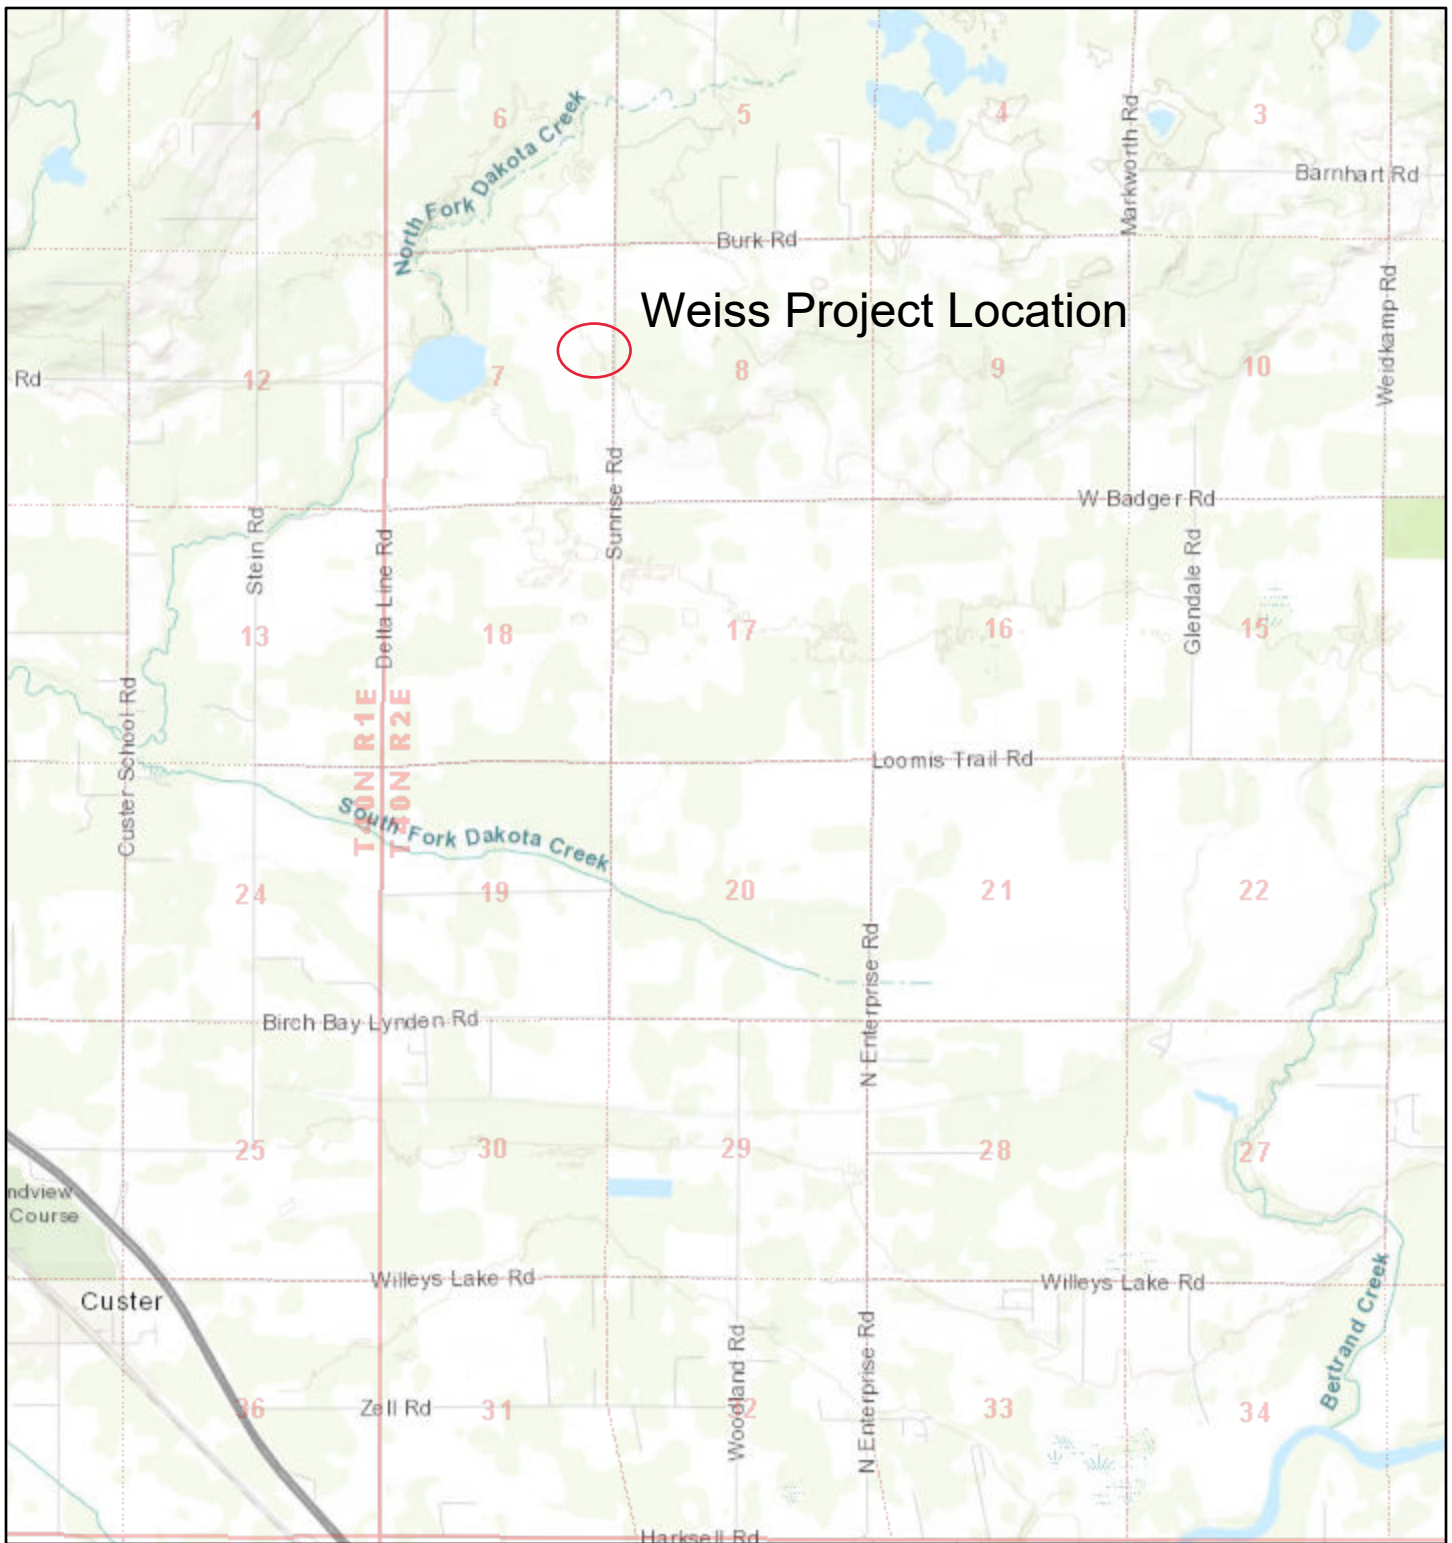 1
6
5
4
3
North Fork Dakota Creek
Markworth Rd
Barnhart Rd
Burk Rd
Weiss Project Location
Weidkamp Rd
Rd
12
7
8
9
10
Sunrise Rd
W Badger Rd
Stein Rd
Delta Line Rd
Glendale Rd
13
18
17
16
15
Custer School Rd
T40N R1E
T40N R2E
Loomis Trail Rd
South Fork Dakota Creek
24
19
20
21
22
N Enterprise Rd
Birch Bay Lynden Rd
25
30
29
28
27
ndview
Course
Willeys Lake Rd
Willeys Lake Rd
Custer
Bertrand Creek
Woodland Rd
N Enterprise Rd
36
Zell Rd
31
32
33
34
Harksell Rd